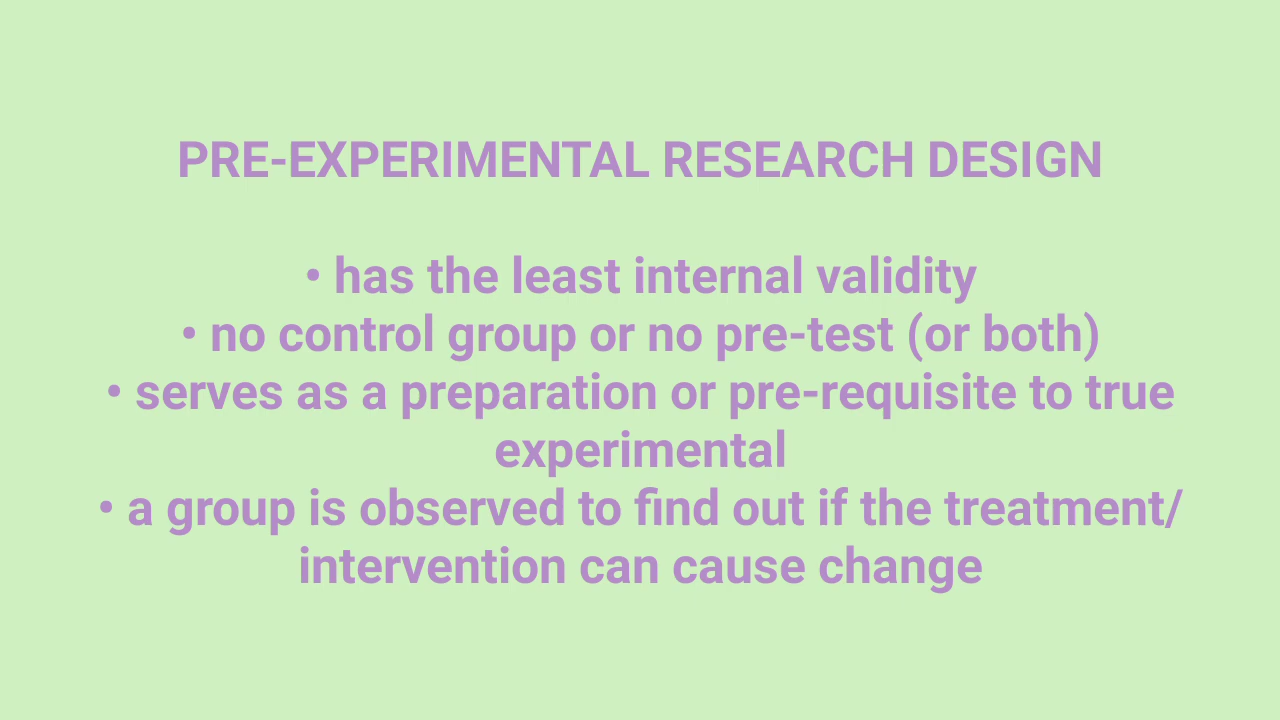 PRE-EXPERIMENTAL RESEARCH DESIGN
• has the least internal validity
• no control group or no pre-test (or both)
• serves as a preparation or pre-requisite to true
experimental
• a group is observed to find out if the treatment/
intervention can cause change